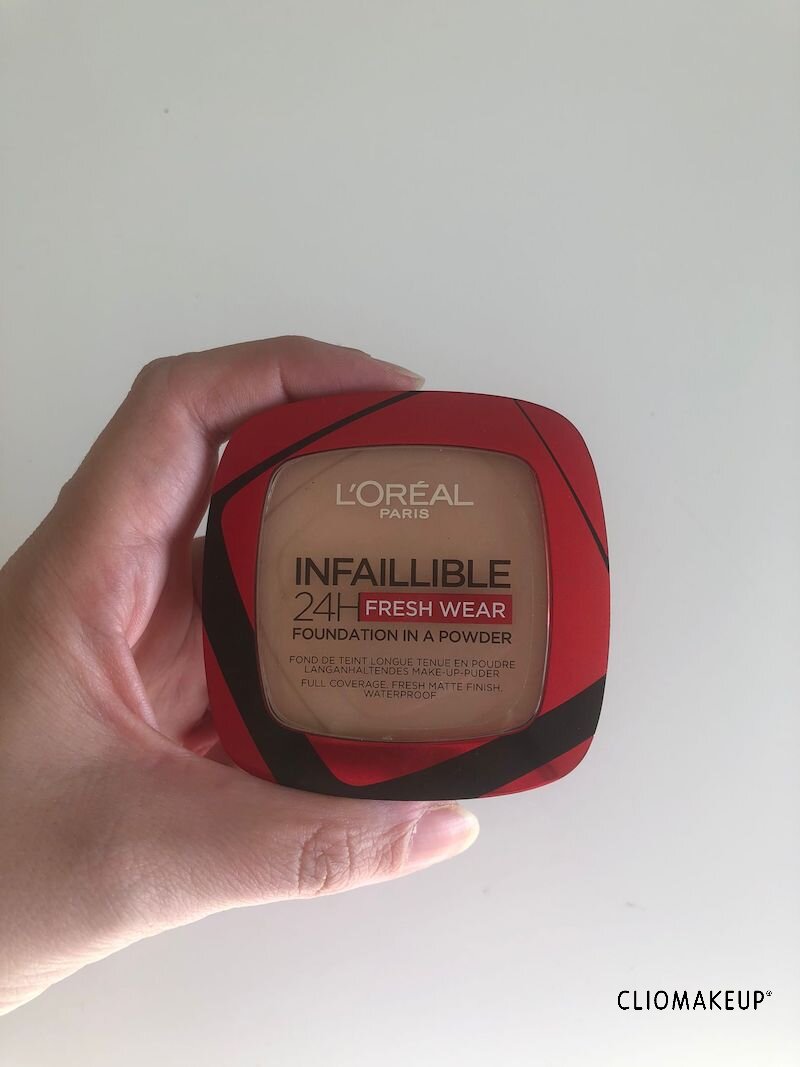 L'ORÉAL
PARIS
INFAILLIBLE
24H FRESH WEAR
FOUNDATION IN A POWDER
FOND DE TEINT LONGUE TENUE EN POUDRE
LANGANHALTENDES MAKE-UP-PUDER
FULL COVERAGE, FRESH MATTE FINISH,
WATERPROOF
CLIOMAKEUP®